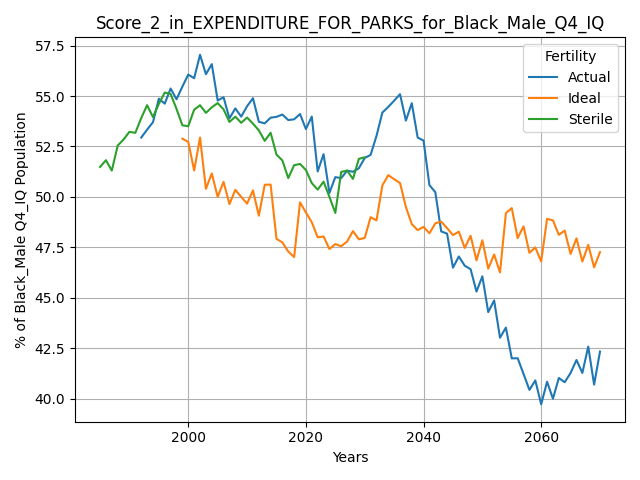 Score_2_in_EXPENDITURE_FOR_PARKS_for_Black_Male_Q4_IQ
57.5
55.0
52.5
50.0
47.5
45.0
42.5
40.0
% of Black_Male Q4_IQ Population
Fertility
Actual
Ideal
Sterile
2000
2020
2040
2060
Years